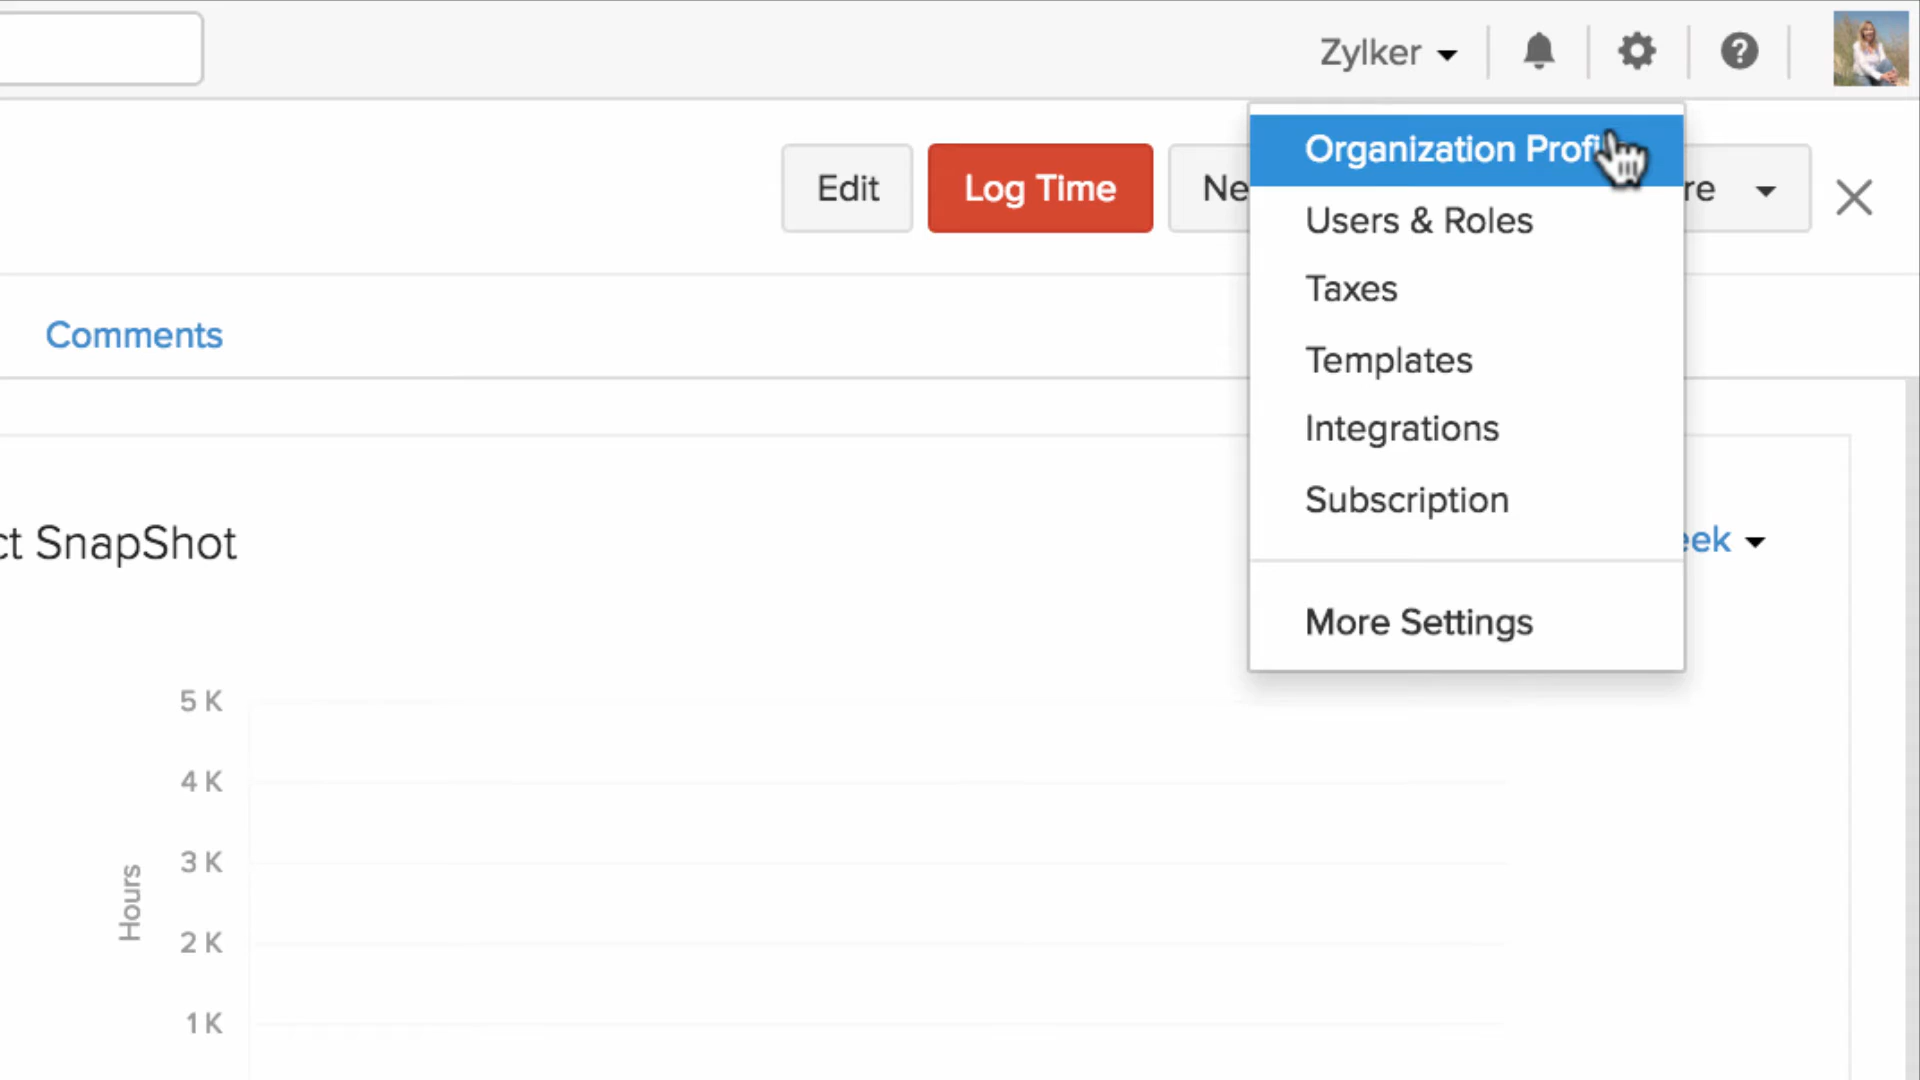 Zylker
Organization Profi
Edit
Log Time
Ne
re
Users & Roles
Taxes
Comments
Templates
Integrations
Subscription
ct SnapShot
eek
More Settings
5 K
4 K
3 K
Hours
2 K
1 K